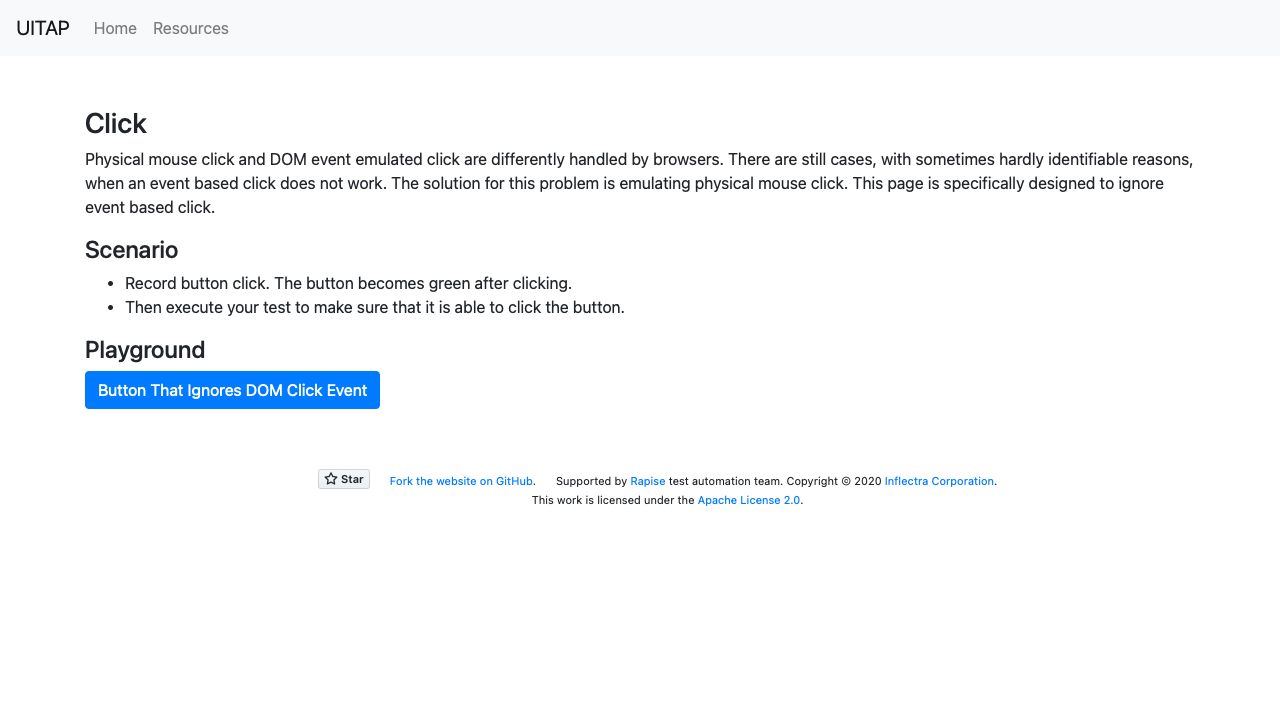 UITAP Home Resources
Click
Physical mouse click and DOM event emulated click are differently handled by browsers. There are still cases, with sometimes hardly identifiable reasons,
when an event based click does not work. The solution for this problem is emulating physical mouse click. This page is specifically designed to ignore
event based click.
Scenario
• Record button click. The button becomes green after clicking.
• Then execute your test to make sure that it is able to click the button.
Playground
Button That Ignores DOM Click Event
Star Fork the website on GitHub. Supported by Rapise test automation team. Copyright © 2020 Inflectra Corporation.
This work is licensed under the Apache License 2.0.